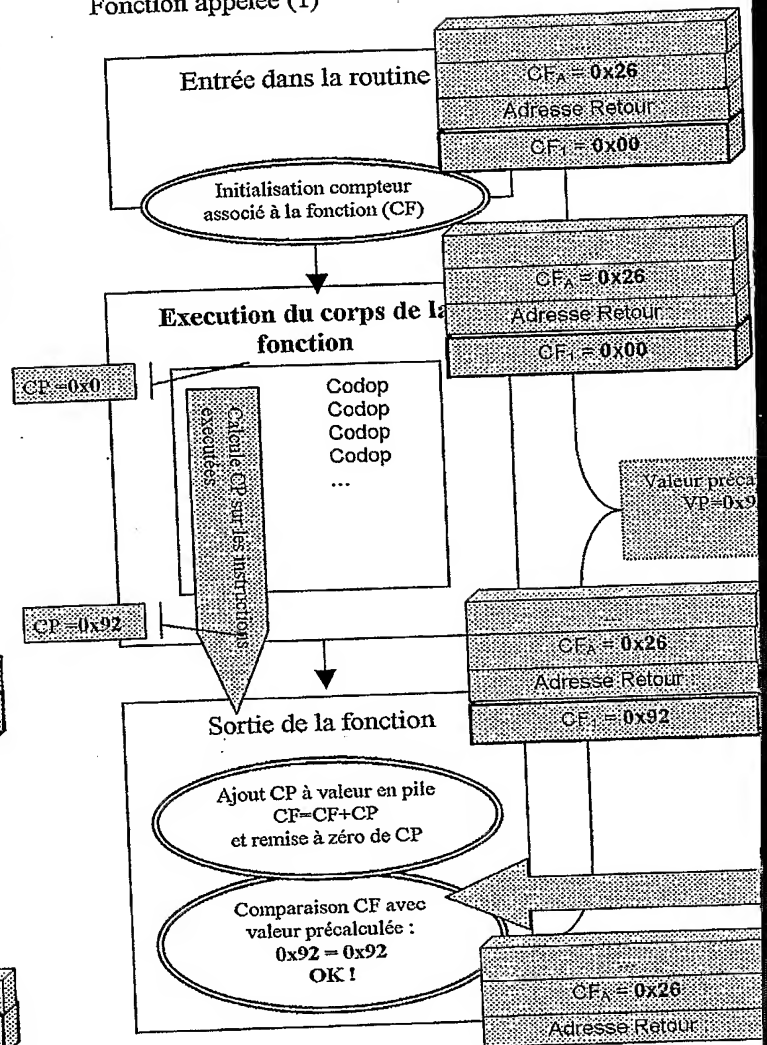 Fonction appelée (1)
Entrée dans la routine
...
CFA = 0x26
Adresse Retour
CF1 = 0x00
Initialisation compteur
associé à la fonction (CF)
...
CFA = 0x26
Adresse Retour
CF1 = 0x00
Execution du corps de la
fonction
CP=0x0
Codop
Codop
Codop
Codop
...
Calcule CP sur les instructions
executées
Valeur préca
VP=0x9
CP=0x92
...
CFA = 0x26
Adresse Retour
CF1 = 0x92
Sortie de la fonction
Ajout CP à valeur en pile
CF=CF+CP
et remise à zéro de CP
Comparaison CF avec
valeur précalculée :
0x92 = 0x92
OK !
...
CFA = 0x26
Adresse Retour